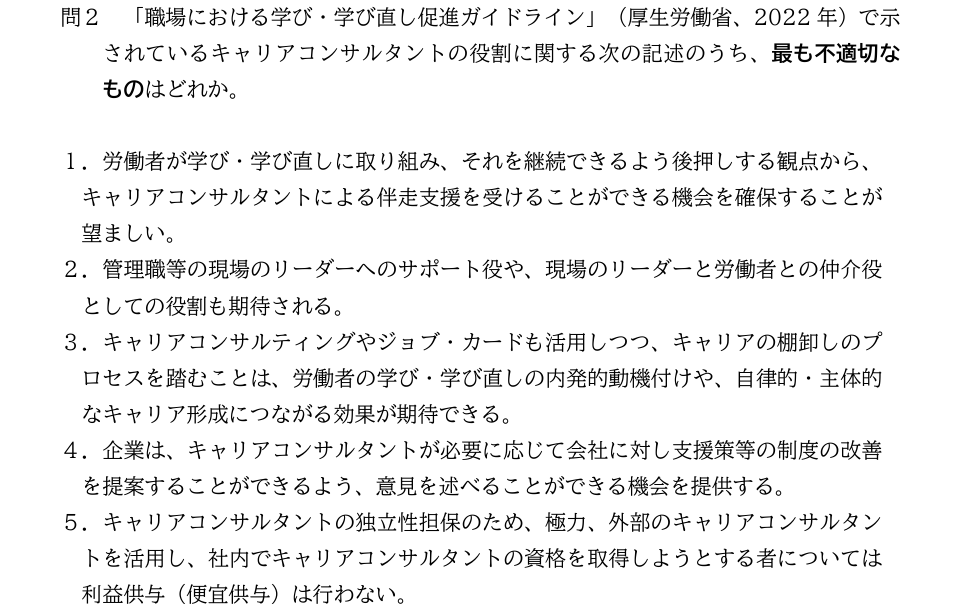 問２　「職場における学び・学び直し促進ガイドライン」（厚生労働省、2022 年）で示
されているキャリアコンサルタントの役割に関する次の記述のうち、最も不適切な
ものはどれか。
１．労働者が学び・学び直しに取り組み、それを継続できるよう後押しする観点から、
キャリアコンサルタントによる伴走支援を受けることができる機会を確保することが
望ましい。
２．管理職等の現場のリーダーへのサポート役や、現場のリーダーと労働者との仲介役
としての役割も期待される。
３．キャリアコンサルティングやジョブ・カードも活用しつつ、キャリアの棚卸しのプ
ロセスを踏むことは、労働者の学び・学び直しの内発的動機付けや、自律的・主体的
なキャリア形成につながる効果が期待できる。
４．企業は、キャリアコンサルタントが必要に応じて会社に対し支援策等の制度の改善
を提案することができるよう、意見を述べることができる機会を提供する。
５．キャリアコンサルタントの独立性担保のため、極力、外部のキャリアコンサルタン
トを活用し、社内でキャリアコンサルタントの資格を取得しようとする者については
利益供与（便宜供与）は行わない。